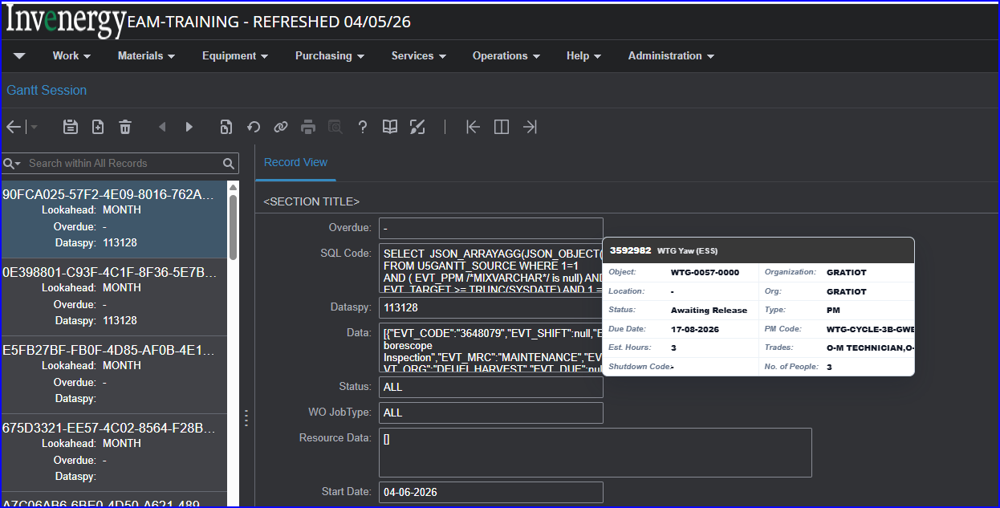 Invenergy EAM-TRAINING - REFRESHED 04/05/26
Work Materials Equipment Purchasing Services Operations Help Administration
Gantt Session
Search within All Records
90FCA025-57F2-4E09-8016-762A...
Lookahead: MONTH
Overdue: -
Dataspy: 113128
0E398801-C93F-4C1F-8F36-5E7B...
Lookahead: MONTH
Overdue: -
Dataspy: 113128
E5FB27BF-FB0F-4D85-AF0B-4E1...
Lookahead: MONTH
Overdue: -
Dataspy:
675D3321-EE57-4C02-8564-F28B...
Lookahead: MONTH
Overdue: -
Dataspy:
A7C06AB6-6BE0-4D50-A621-489
Record View
<SECTION TITLE>
Overdue: -
SQL Code: SELECT JSON_ARRAYAGG(JSON_OBJECT(
FROM U5GANTT_SOURCE WHERE 1=1
AND ( EVT_PPM /*MIXVARCHAR*/ is null) AND
EVT_TARGET >= TRUNC(SYSDATE) AND 1 =
Dataspy: 113128
Data: [{"EVT_CODE":"3648079","EVT_SHIFT":null,"E
borescope
Inspection","EVT_MRC":"MAINTENANCE","EV
VT_ORG":"DEUEL HARVEST","EVT_DUE":nul
Status: ALL
WO JobType: ALL
Resource Data: []
Start Date: 04-06-2026
3592982 WTG Yaw (ESS)
Object: WTG-0057-0000 Organization: GRATIOT
Location: - Org: GRATIOT
Status: Awaiting Release Type: PM
Due Date: 17-08-2026 PM Code: WTG-CYCLE-3B-GWE
Est. Hours: 3 Trades: O-M TECHNICIAN,O-
Shutdown Code: - No. of People: 3